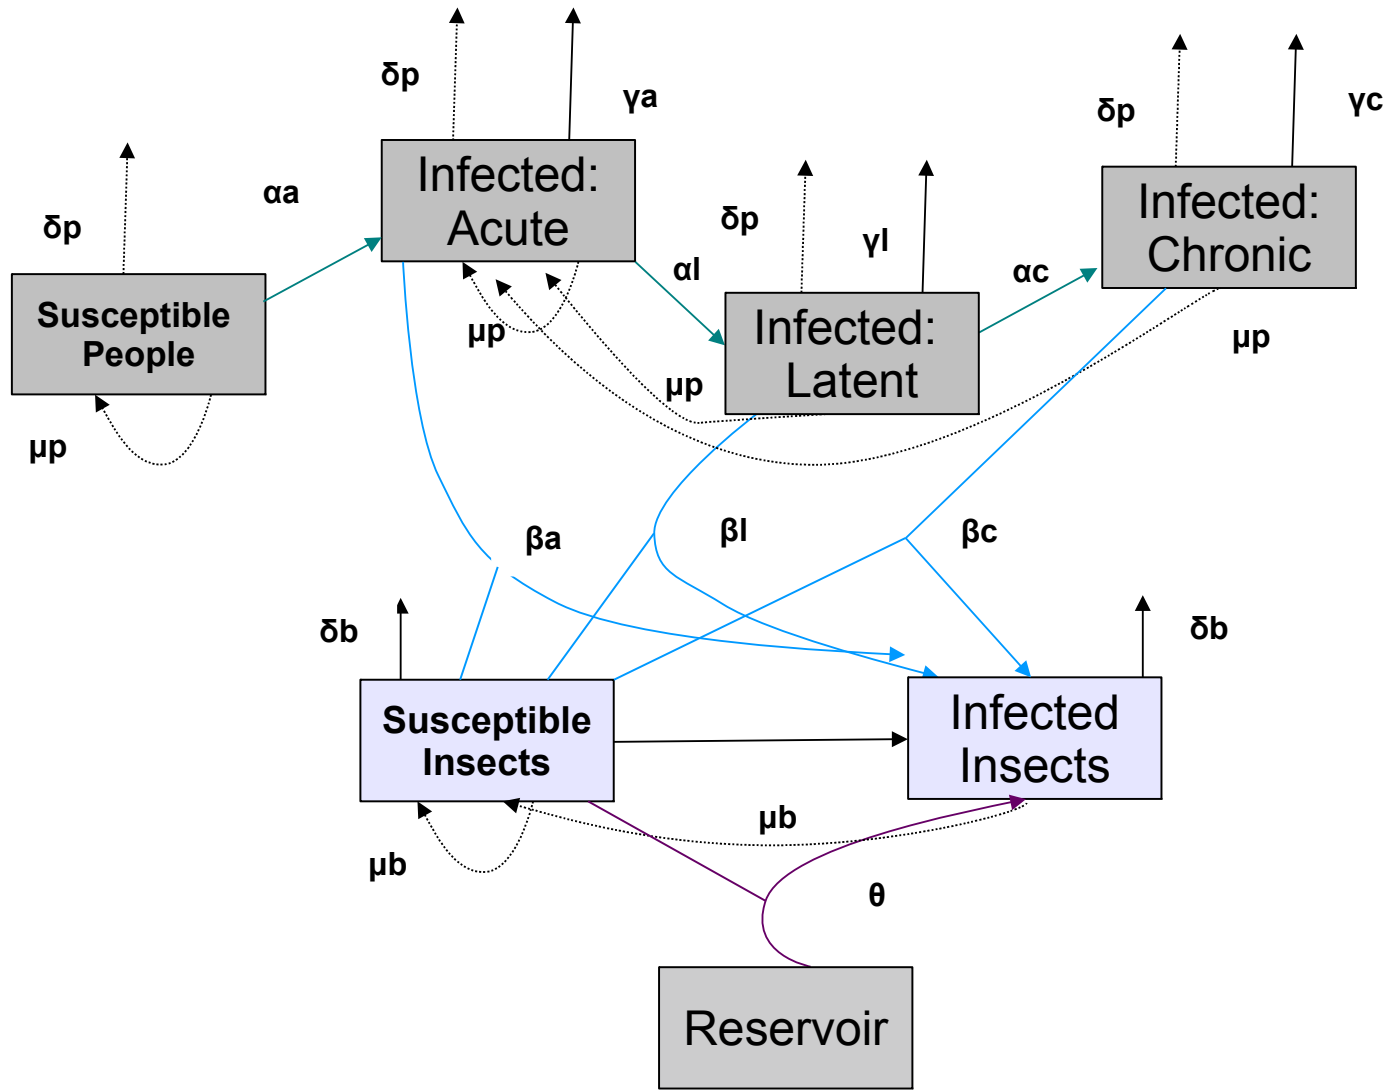 δp
γa
δp
γc
δp
αa
Infected:
Acute
δp
γl
Infected:
Chronic
Susceptible
People
μp
αl
Infected:
Latent
αc
μp
μp
μp
βa
βl
βc
δb
δb
Susceptible
Insects
Infected
Insects
μb
μb
θ
Reservoir